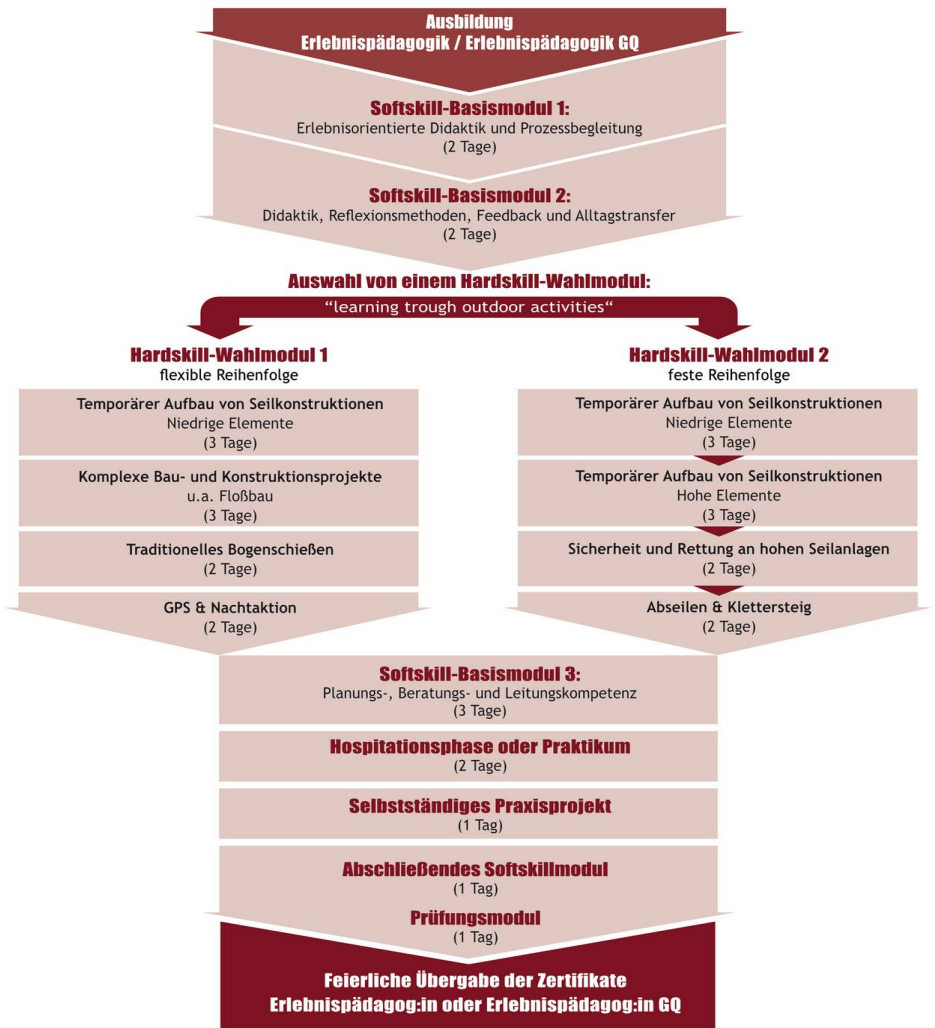 Ausbildung
Erlebnispädagogik / Erlebnispädagogik GQ
Softskill-Basismodul 1:
Erlebnisorientierte Didaktik und Prozessbegleitung
(2 Tage)
Softskill-Basismodul 2:
Didaktik, Reflexionsmethoden, Feedback und Alltagstransfer
(2 Tage)
Auswahl von einem Hardskill-Wahlmodul:
“learning trough outdoor activities“
Hardskill-Wahlmodul 1
flexible Reihenfolge
Temporärer Aufbau von Seilkonstruktionen
Niedrige Elemente
(3 Tage)
Komplexe Bau- und Konstruktionsprojekte
u.a. Floßbau
(3 Tage)
Traditionelles Bogenschießen
(2 Tage)
GPS & Nachtaktion
(2 Tage)
Hardskill-Wahlmodul 2
feste Reihenfolge
Temporärer Aufbau von Seilkonstruktionen
Niedrige Elemente
(3 Tage)
Temporärer Aufbau von Seilkonstruktionen
Hohe Elemente
(3 Tage)
Sicherheit und Rettung an hohen Seilanlagen
(2 Tage)
Abseilen & Klettersteig
(2 Tage)
Softskill-Basismodul 3:
Planungs-, Beratungs- und Leitungskompetenz
(3 Tage)
Hospitationsphase oder Praktikum
(2 Tage)
Selbstständiges Praxisprojekt
(1 Tag)
Abschließendes Softskillmodul
(1 Tag)
Prüfungsmodul
(1 Tag)
Feierliche Übergabe der Zertifikate
Erlebnispädagog:in oder Erlebnispädagog:in GQ